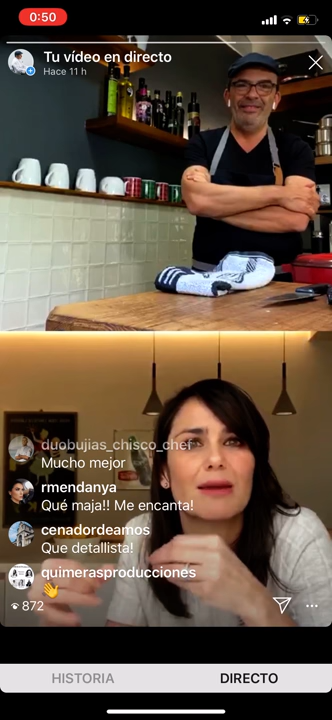 0:50
Tu vídeo en directo
Hace 11 h
duobujias_chisco_chef
Mucho mejor
rmendanya
Qué maja!! Me encanta!
cenadordeamos
Que detallista!
quimerasproducciones
👋
872
HISTORIA
DIRECTO